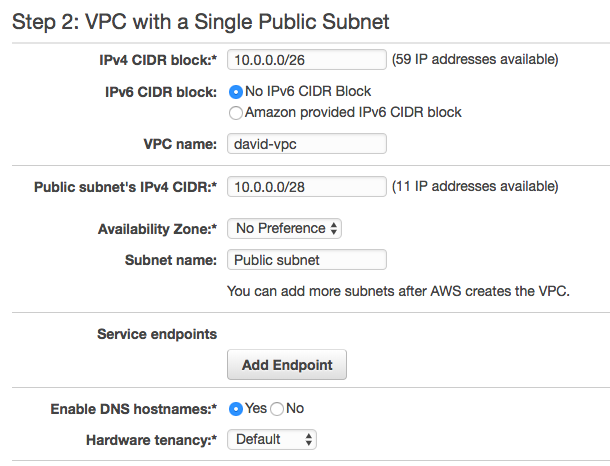 Step 2: VPC with a Single Public Subnet
IPv4 CIDR block:* 10.0.0.0/26 (59 IP addresses available)
IPv6 CIDR block: No IPv6 CIDR Block
Amazon provided IPv6 CIDR block
VPC name: david-vpc
Public subnet's IPv4 CIDR:* 10.0.0.0/28 (11 IP addresses available)
Availability Zone:* No Preference
Subnet name: Public subnet
You can add more subnets after AWS creates the VPC.
Service endpoints
Add Endpoint
Enable DNS hostnames:* Yes No
Hardware tenancy:* Default